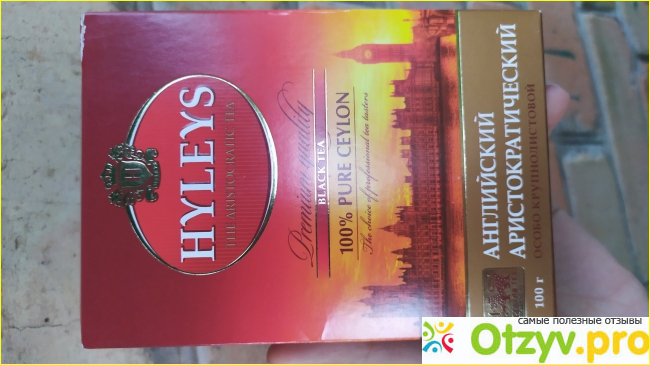 HYLEYS
THE ARISTOCRATIC TEA
Premium quality
BLACK TEA
100% PURE CEYLON
The choice of professional tea tasters
АНГЛИЙСКИЙ
АРИСТОКРАТИЧЕСКИЙ
ОСОБО КРУПНОЛИСТОВОЙ
100 г
самые полезные отзывы
Otzyv.pro